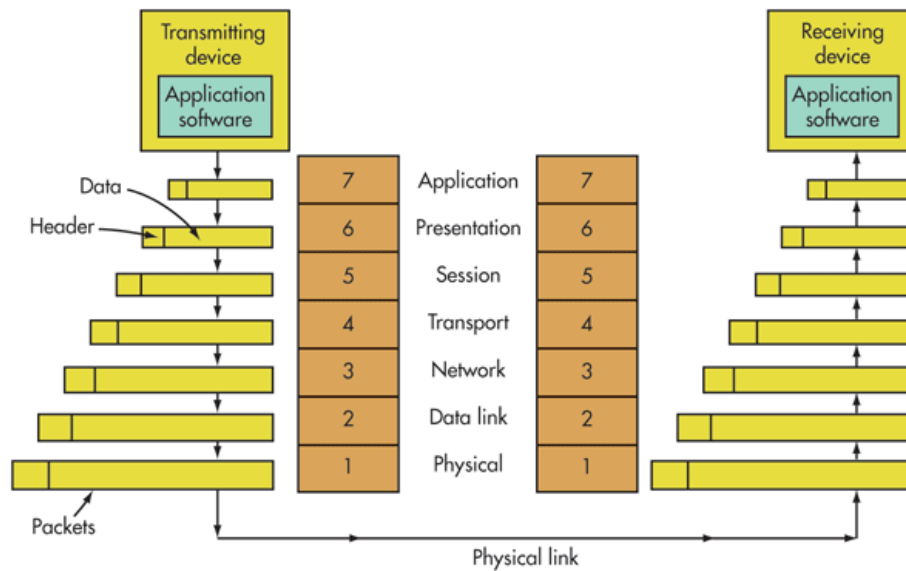 Transmitting
device
Application
software
Receiving
device
Application
software
Data
Header
7 Application 7
6 Presentation 6
5 Session 5
4 Transport 4
3 Network 3
2 Data link 2
1 Physical 1
Packets
Physical link